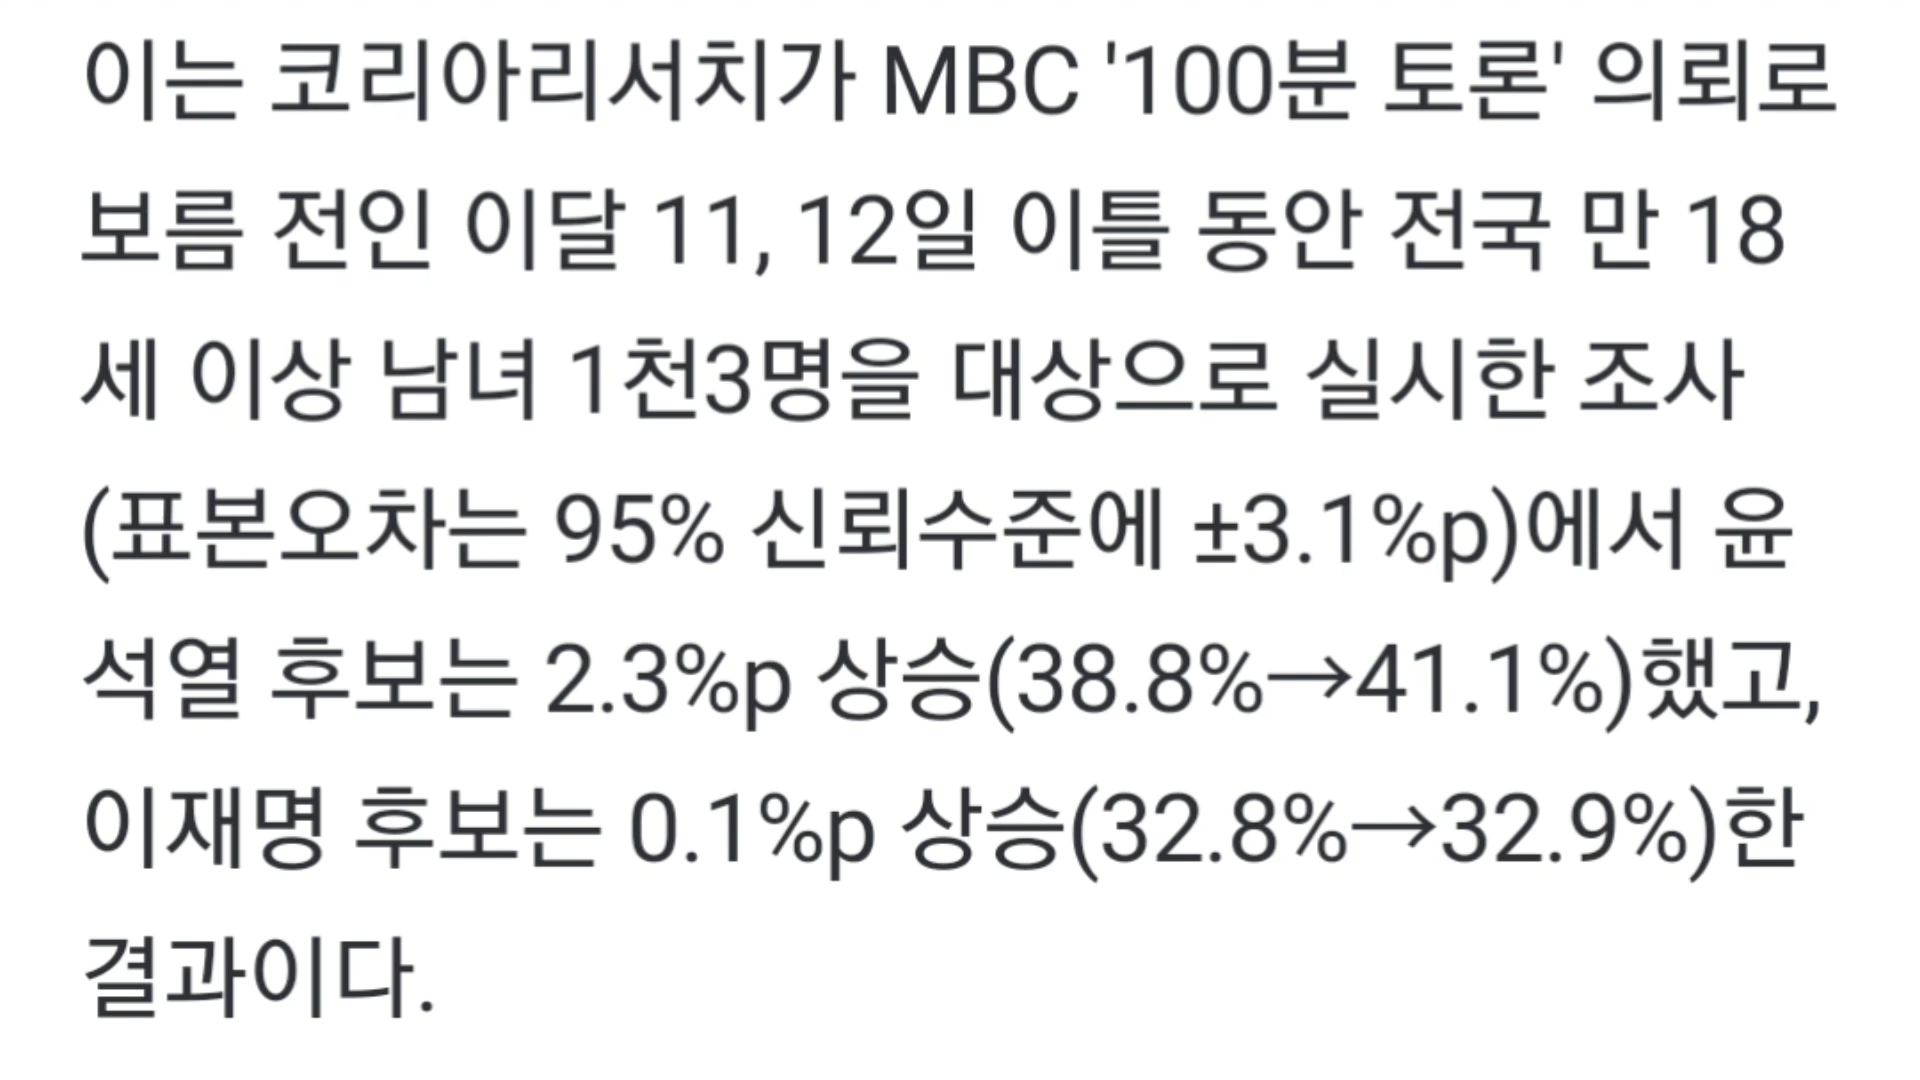 이는 코리아리서치가 MBC '100분 토론' 의뢰로
보름 전인 이달 11, 12일 이틀 동안 전국 만 18
세 이상 남녀 1천3명을 대상으로 실시한 조사
(표본오차는 95% 신뢰수준에 ±3.1%p)에서 윤
석열 후보는 2.3%p 상승(38.8%→41.1%)했고,
이재명 후보는 0.1%p 상승(32.8%→32.9%)한
결과이다.